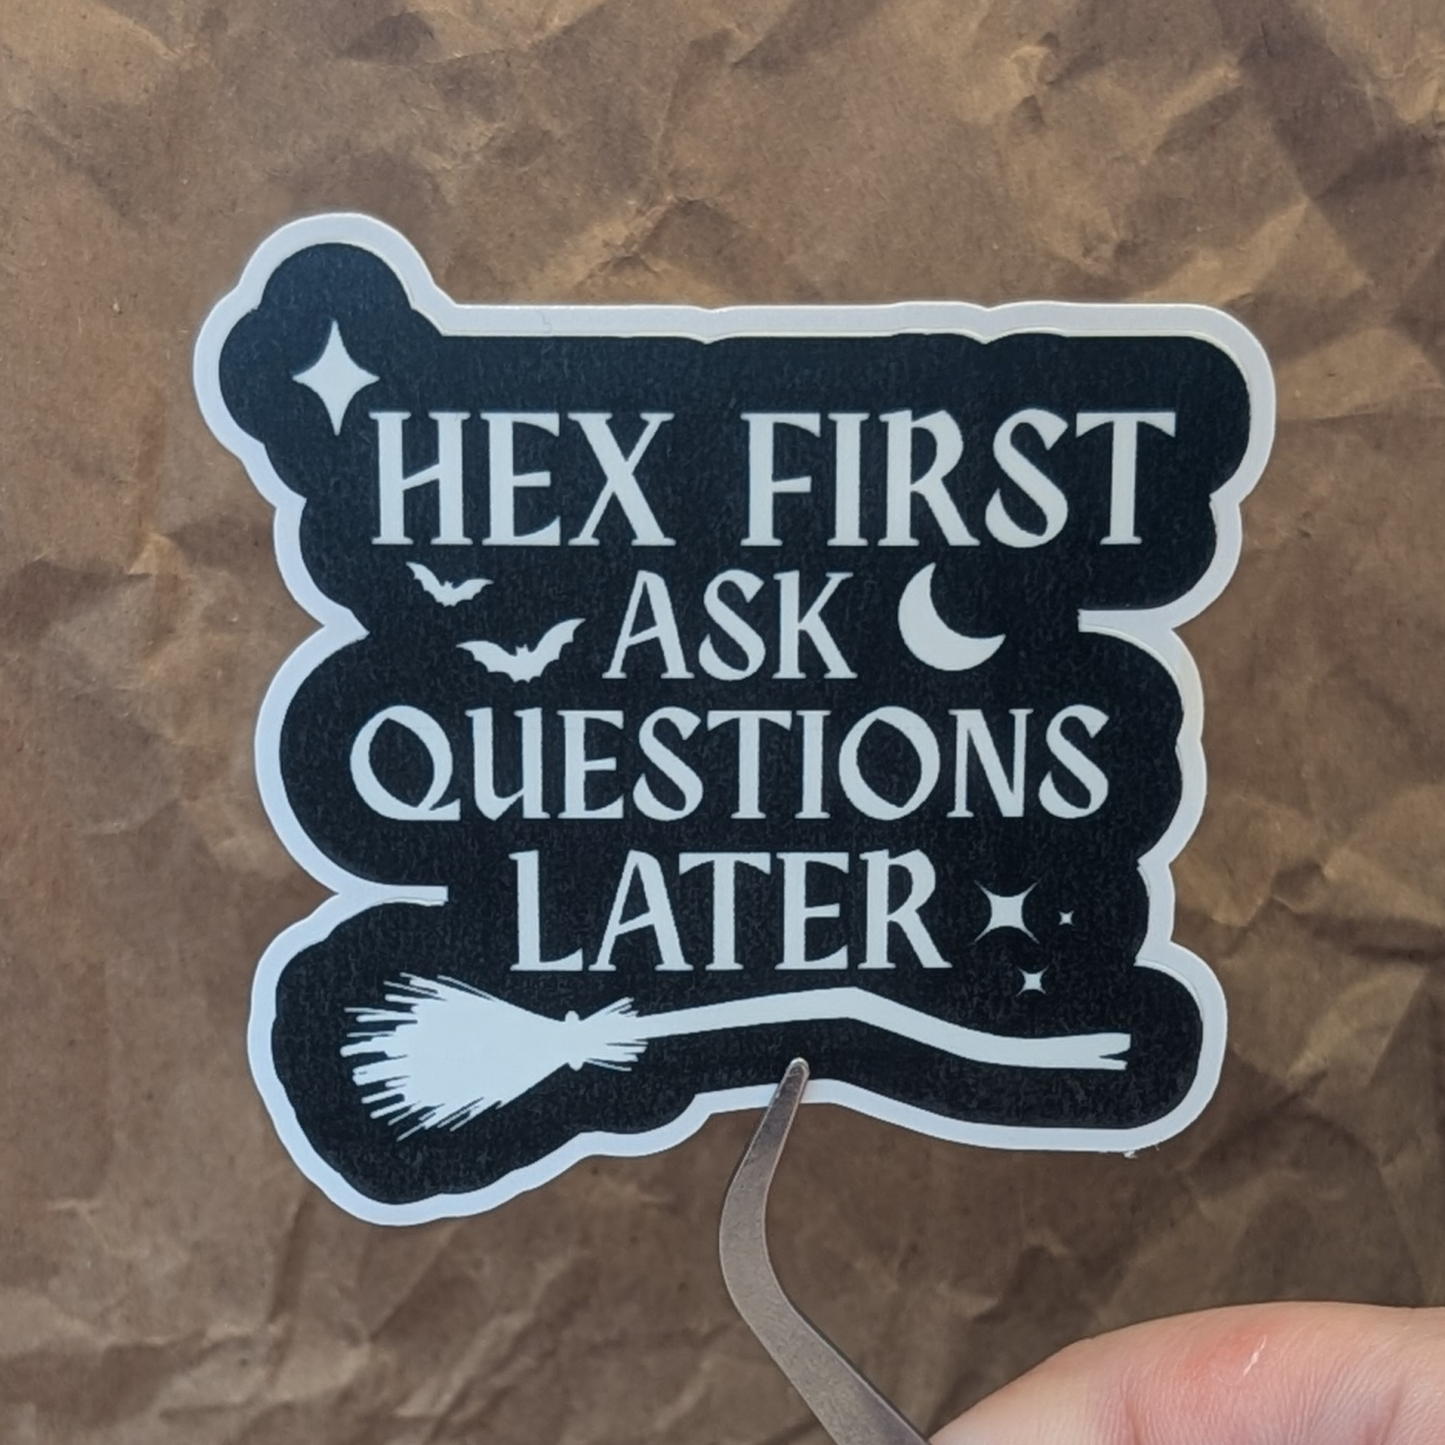 HEX FIRST
ASK
QUESTIONS
LATER